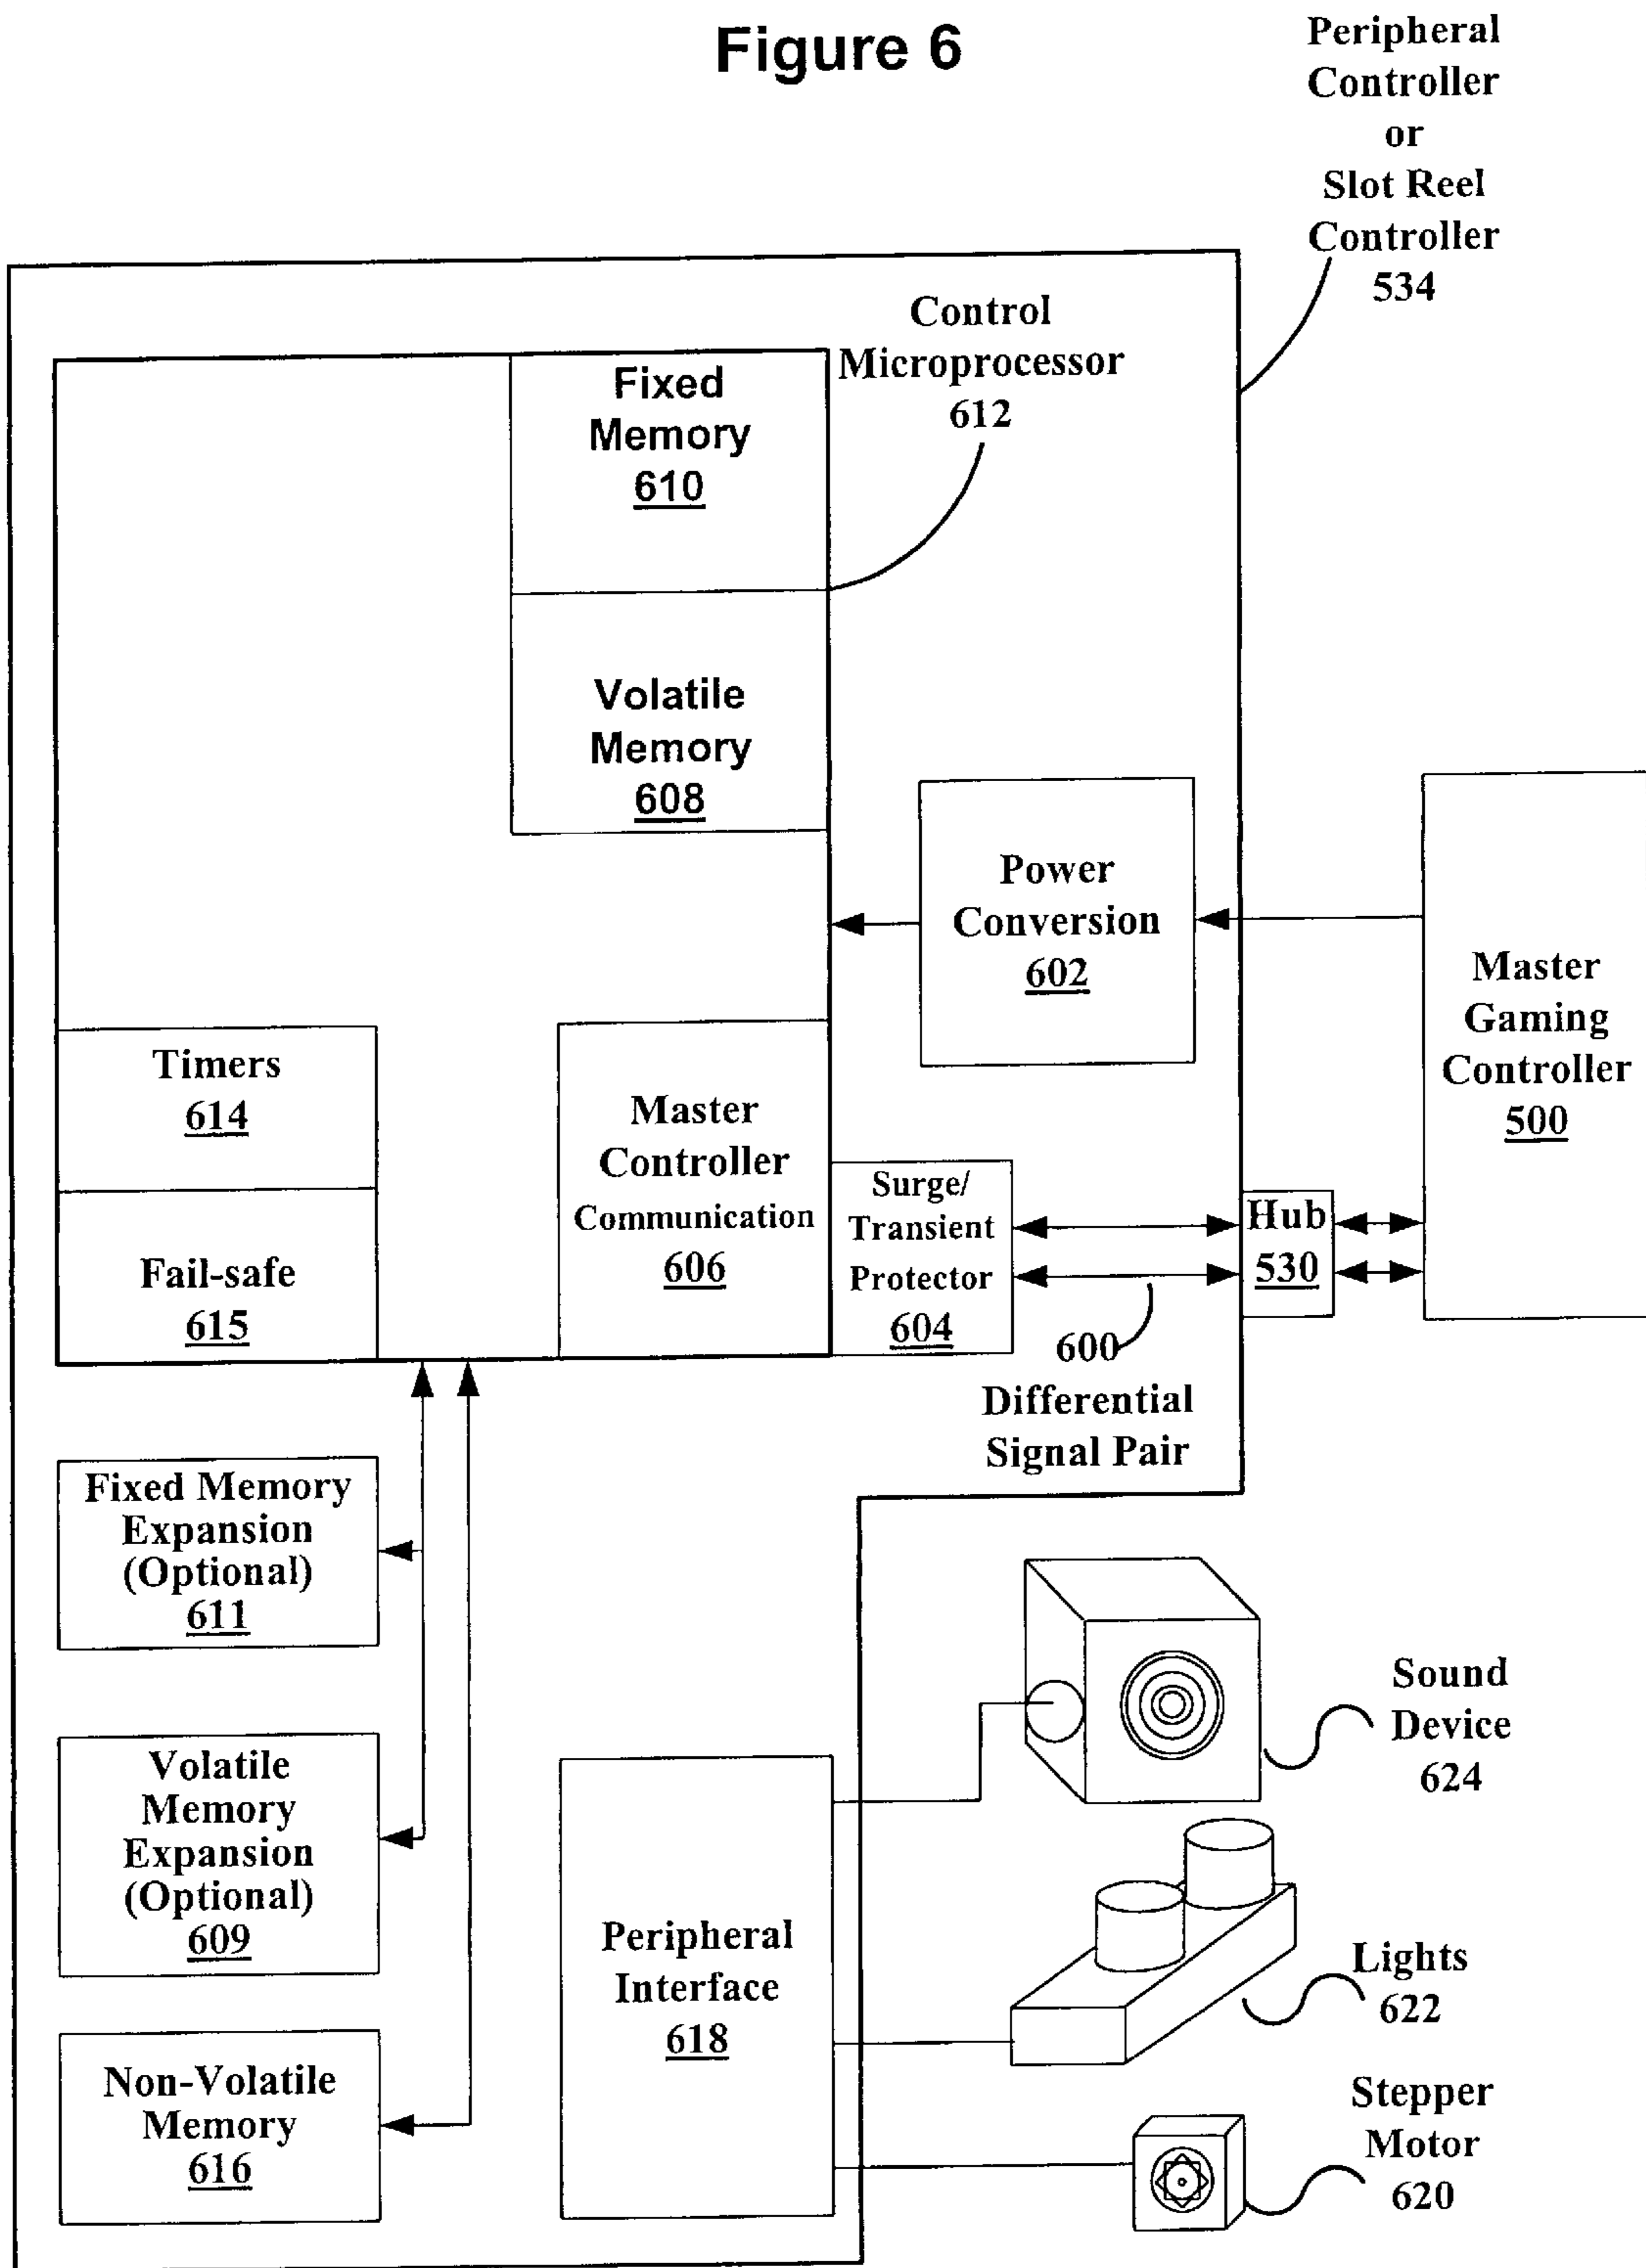 Figure 6
Peripheral
Controller
or
Slot Reel
Controller
534
Control
Microprocessor
612
Fixed
Memory
610
Volatile
Memory
608
Power
Conversion
602
Master
Gaming
Controller
500
Timers
614
Fail-safe
615
Master
Controller
Communication
606
Surge/
Transient
Protector
604
Hub
530
600
Differential
Signal Pair
Fixed Memory
Expansion
(Optional)
611
Volatile
Memory
Expansion
(Optional)
609
Non-Volatile
Memory
616
Peripheral
Interface
618
Sound
Device
624
Lights
622
Stepper
Motor
620